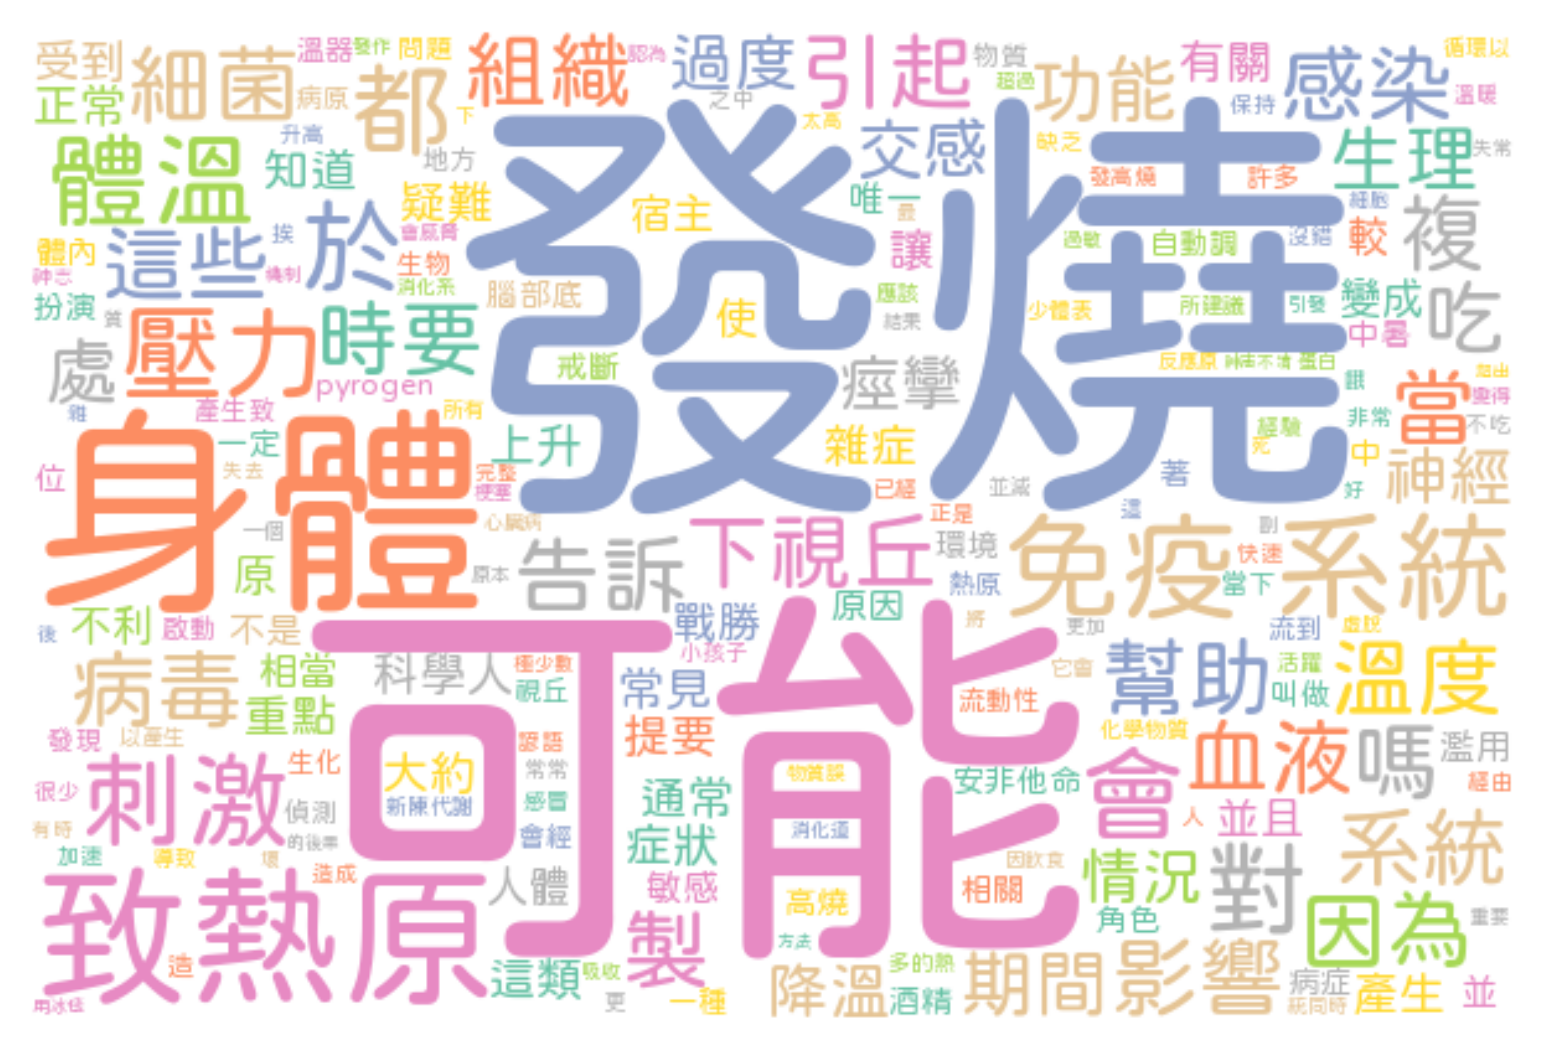 受到
細菌
溫器
發作
問題
組織
認為
過度
引起
物質
有關
循環以
正常
病原
都
下
之中
超過
功能
感染
保持
溫暖
升高
太高
體溫
知道
地方
交感
缺乏
生理
失常
疑難
宿主
唯一
最
發高燒
許多
細胞
發燒
這些
挨
於
會威脅
讓
過敏
自動調
沒錯
較
複
體內
神志
機制
生物
消化系
腦部底
應該
少體表
所建議
引發
變成
吃
扮演
質
壓力
時要
使
結果
中暑
處
戒斷
痙攣
反應原
蛋白
pyrogen
餓
當
變得
雜
產生致
所有
非常
不吃
身體
一定
上升
雜症
經驗
死
中
位
失去
完整
梗塞
已經
並減
著
好
神經
一個
心臟病
正是
還
副
原
原本
告訴
下視丘
環境
免疫系統
快速
熱原
當下
後
不利
啟動
不是
可能
戰勝
原因
將
更加
流到
虛脫
病毒
相當
科學人
極少數
小孩子
它會
幫助
活躍
溫度
重點
視丘
常見
流動性
叫做
發現
以產生
提要
化學物質
血液
嗎
濫用
刺激
生化
大約
諺語
常常
物質誤
安非他命
會
經由
很少
偵測
新陳代謝
感冒
通常
人
並且
有時
的後果
會經
症狀
消化道
系統
加速
導致
壞
造成
因飲食
情況
對
致熱原
人體
敏感
高燒
相關
角色
因為
重要
製
方法
造
這類
吸收
降溫
多的熱
期間
影響
病症
產生
並
用冰毯
更
一種
酒精
統同時